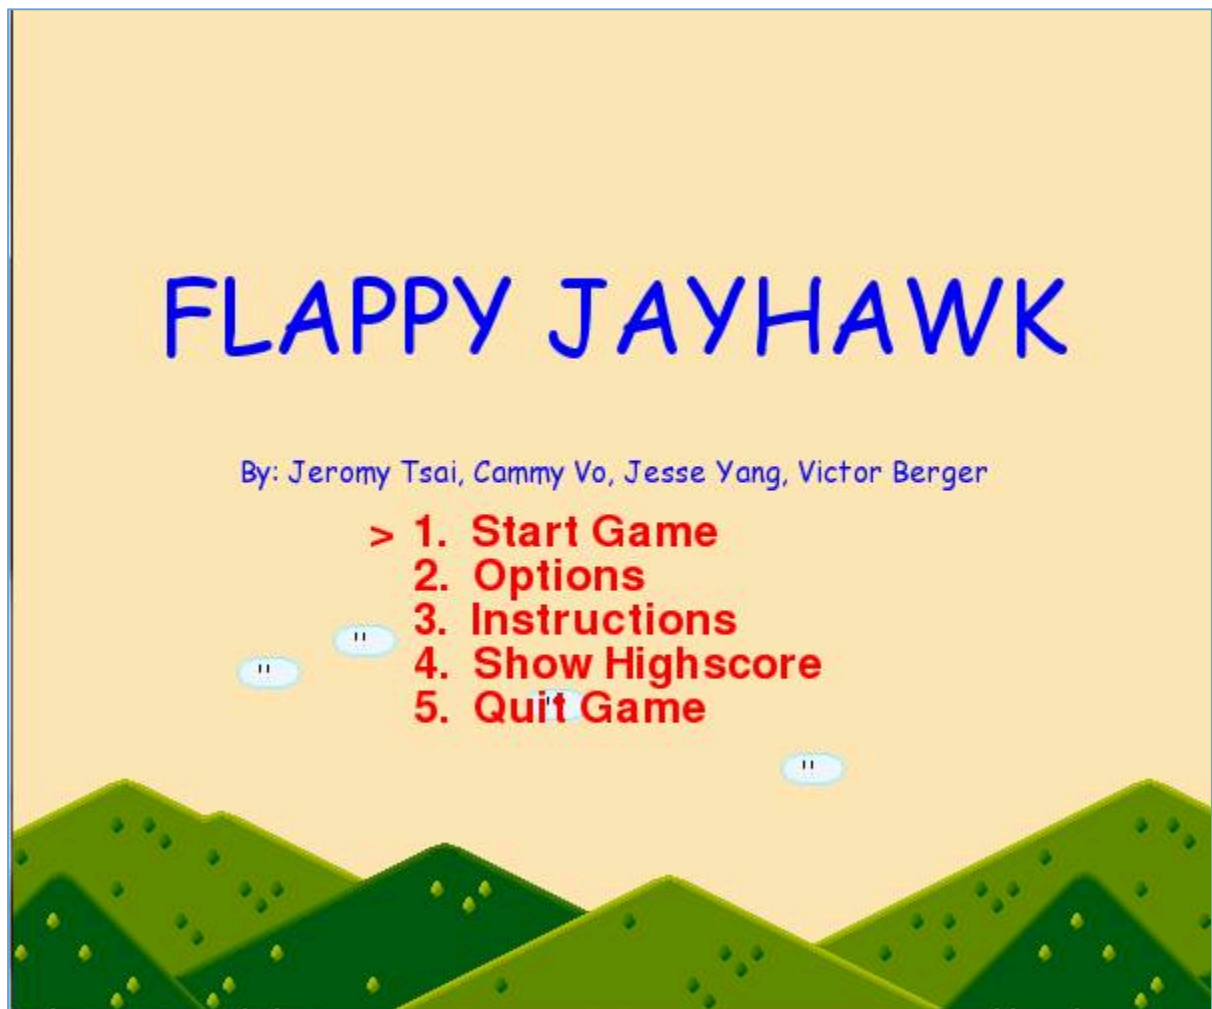 FLAPPY JAYHAWK
By: Jeromy Tsai, Cammy Vo, Jesse Yang, Victor Berger
> 1. Start Game
2. Options
3. Instructions
4. Show Highscore
5. Quit Game